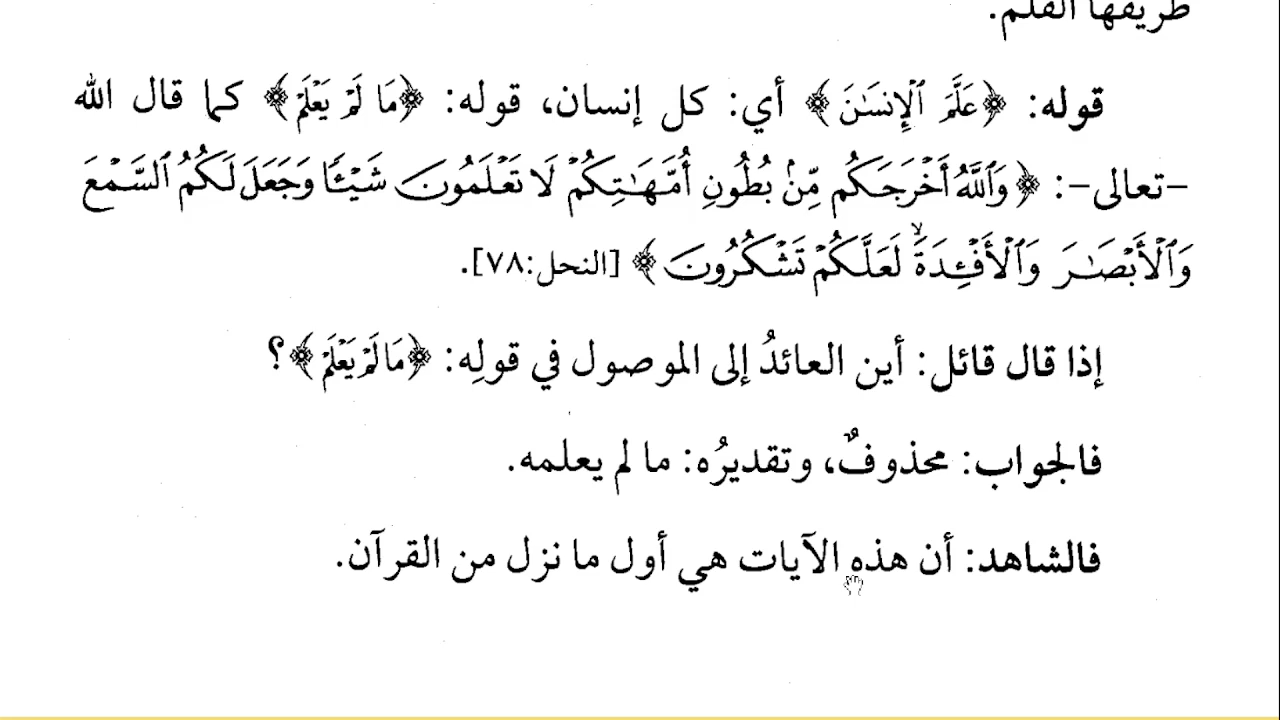 طريقها القلم.
قوله: ﴿عَلَّمَ ٱلْإِنسَٰنَ﴾ أي: كل إنسان، قوله: ﴿مَا لَمْ يَعْلَمْ﴾ كما قال الله
-تعالى-: ﴿وَٱللَّهُ أَخْرَجَكُم مِّنۢ بُطُونِ أُمَّهَٰتِكُمْ لَا تَعْلَمُونَ شَيْـًٔا وَجَعَلَ لَكُمُ ٱلسَّمْعَ
وَٱلْأَبْصَٰرَ وَٱلْأَفْـِٔدَةَ ۙ لَعَلَّكُمْ تَشْكُرُونَ﴾ [النحل:٧٨].
إذا قال قائل: أين العائدُ إلى الموصول في قولِه: ﴿مَا لَمْ يَعْلَمْ﴾؟
فالجواب: محذوفٌ، وتقديرُه: ما لم يعلمه.
فالشاهد: أن هذه الآيات هي أول ما نزل من القرآن.